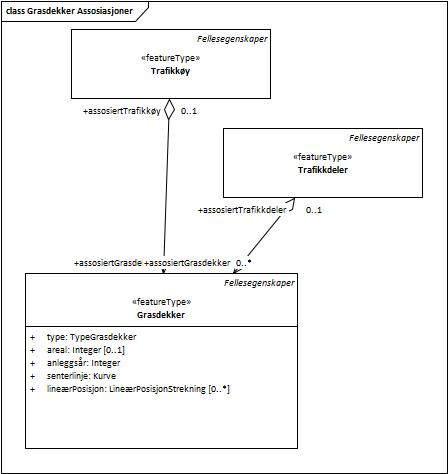 class Grasdekker Assosiasjoner
Fellesegenskaper
«featureType»
Trafikkøy
+assosiertTrafikkøy 0..1
Fellesegenskaper
«featureType»
Trafikkdeler
+assosiertTrafikkdeler 0..1
+assosiertGrasde +assosiertGrasdekker 0..*
Fellesegenskaper
«featureType»
Grasdekker
+ type: TypeGrasdekker
+ areal: Integer [0..1]
+ anleggsår: Integer
+ senterlinje: Kurve
+ lineærPosisjon: LineærPosisjonStrekning [0..*]